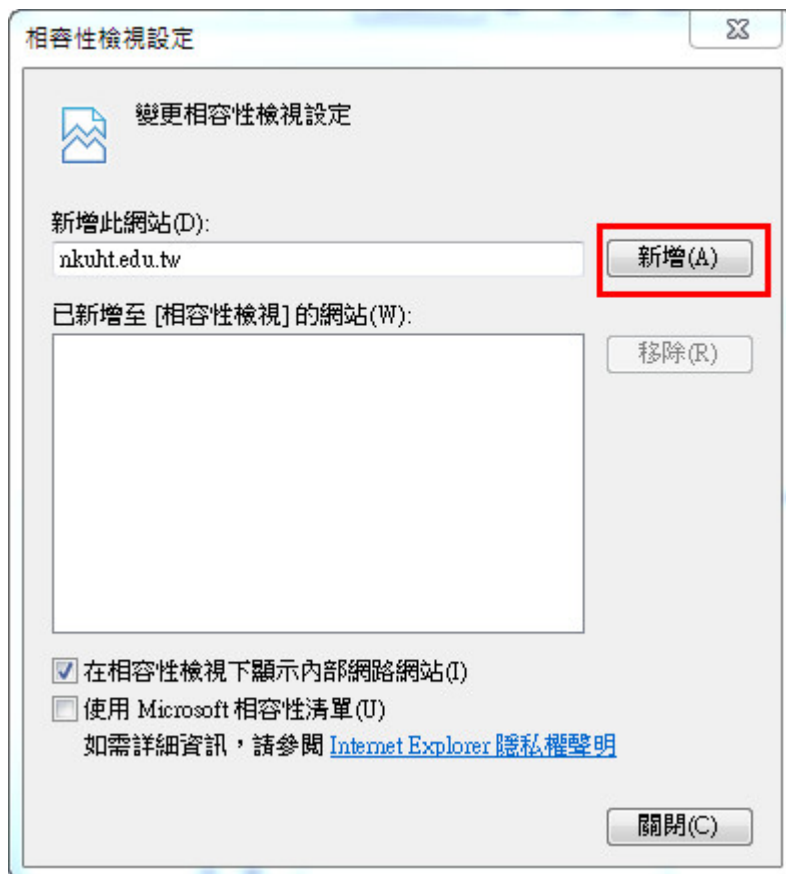 相容性檢視設定
變更相容性檢視設定
新增此網站(D):
nkuht.edu.tw
新增(A)
已新增至 [相容性檢視] 的網站(W):
移除(R)
在相容性檢視下顯示內部網路網站(I)
使用 Microsoft 相容性清單(U)
如需詳細資訊，請參閱 Internet Explorer 隱私權聲明
關閉(C)